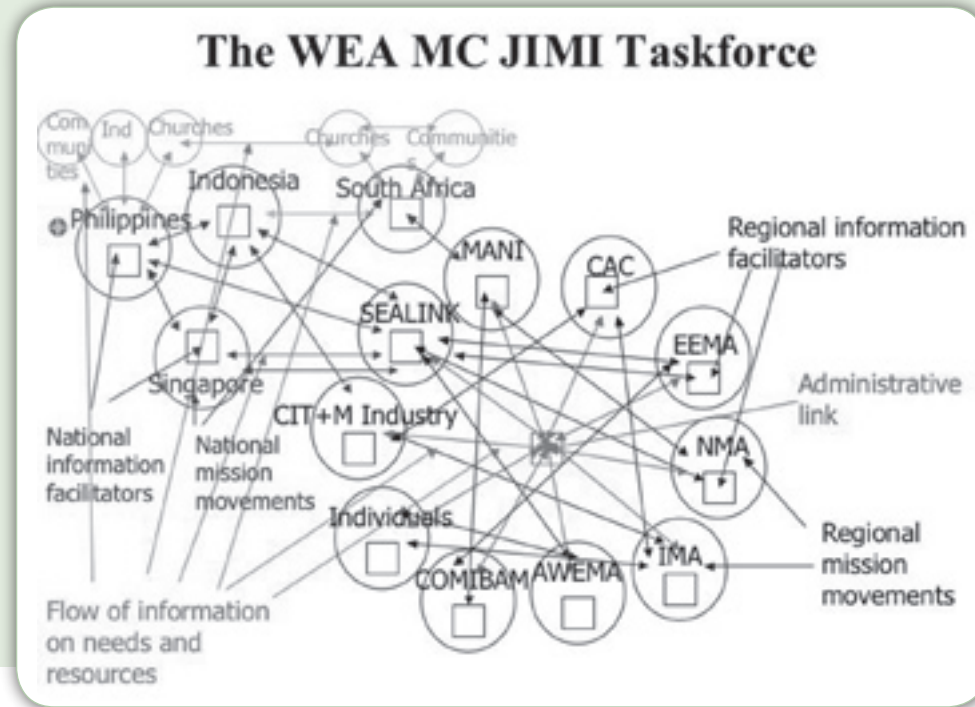 The WEA MC JIMI Taskforce
Com
mun
ties
Ind
Churches
Churches
Communitie
s
Indonesia
South Africa
Philippines
MANI
CAC
Regional information
facilitators
SEALINK
EEMA
Singapore
Administrative
link
CIT+M Industry
National
information
facilitators
National
mission
movements
NMA
Individuals
Regional
mission
movements
COMIBAM
AWEMA
IMA
Flow of information
on needs and
resources